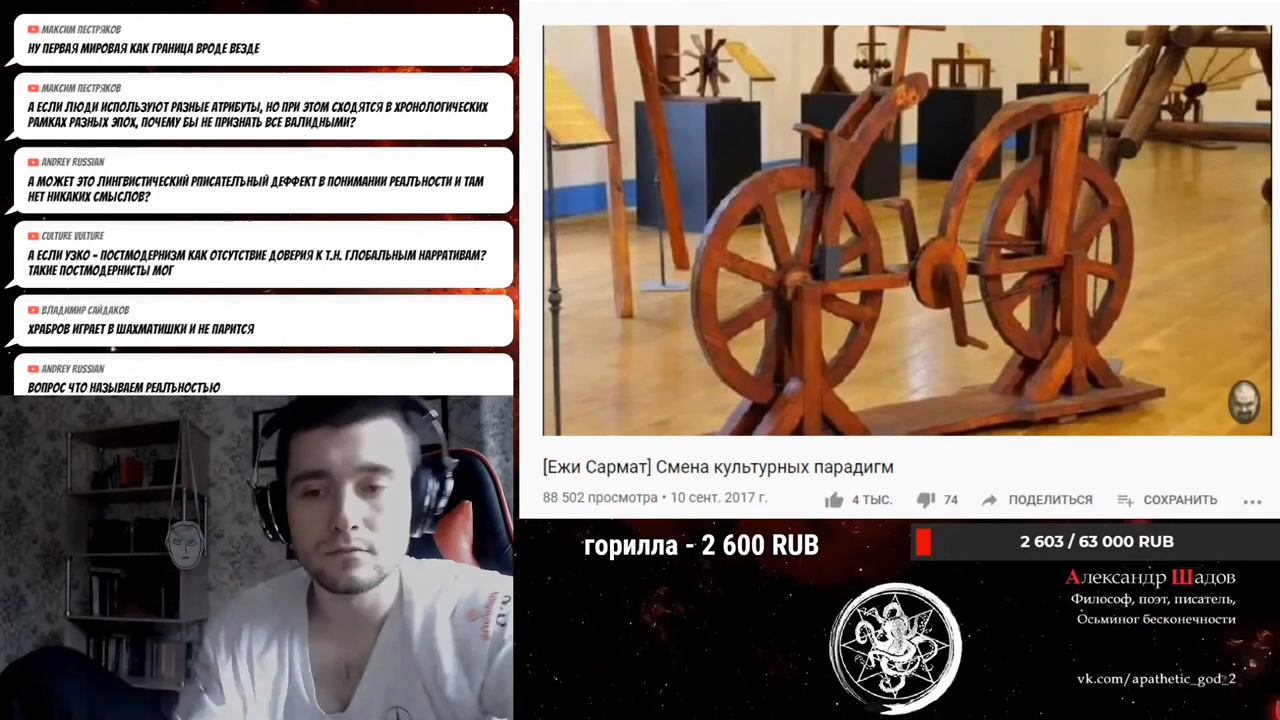 МАКСИМ ПЕСТРЯКОВ
НУ ПЕРВАЯ МИРОВАЯ КАК ГРАНИЦА ВРОДЕ ВЕЗДЕ
МАКСИМ ПЕСТРЯКОВ
А ЕСЛИ ЛЮДИ ИСПОЛЬЗУЮТ РАЗНЫЕ АТРИБУТЫ, НО ПРИ ЭТОМ СХОДЯТСЯ В ХРОНОЛОГИЧЕСКИХ
РАМКАХ РАЗНЫХ ЭПОХ, ПОЧЕМУ БЫ НЕ ПРИЗНАТЬ ВСЕ ВАЛИДНЫМИ?
ANDREY RUSSIAN
А МОЖЕТ ЭТО ЛИНГВИСТИЧЕСКИЙ РПИСАТЕЛЪНЫЙ ДЕФФЕКТ В ПОНИМАНИИ РЕАЛЪНОСТИ И ТАМ
НЕТ НИКАКИХ СМЫСЛОВ?
CULTURE VULTURE
А ЕСЛИ УЗКО - ПОСТМОДЕРНИЗМ КАК ОТСУТСТВИЕ ДОВЕРИЯ К Т.Н. ГЛОБАЛЬНЫМ НАРРАТИВАМ?
ТАКИЕ ПОСТМОДЕРНИСТЫ МОГ
ВЛАДИМИР САЙДАКОВ
ХРАБРОВ ИГРАЕТ В ШАХМАТИШКИ И НЕ ПАРИТСЯ
ANDREY RUSSIAN
ВОПРОС ЧТО НАЗЫВАЕМ РЕАЛЪНОСТЬЮ
[Ежи Сармат] Смена культурных парадигм
88 502 просмотра • 10 сент. 2017 г.
4 ТЫС.
74
ПОДЕЛИТЬСЯ
СОХРАНИТЬ
горилла - 2 600 RUB
2 603 / 63 000 RUB
Александр Шадов
Философ, поэт, писатель,
Осьминог бесконечности
vk.com/apathetic_god_2